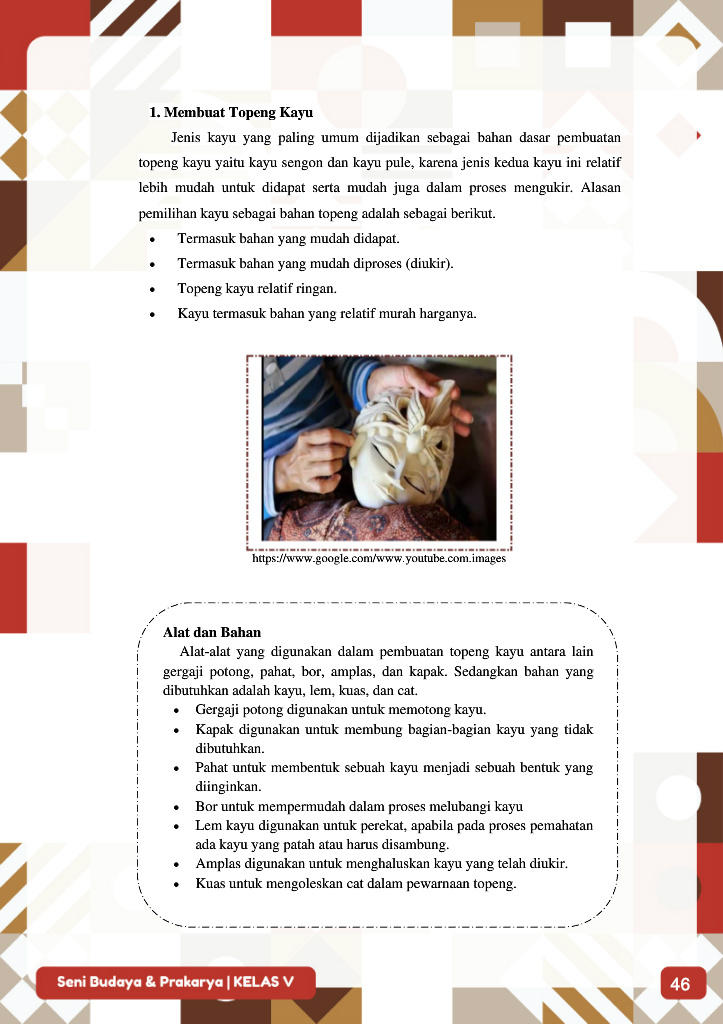 1. Membuat Topeng Kayu
Jenis kayu yang paling umum dijadikan sebagai bahan dasar pembuatan
topeng kayu yaitu kayu sengon dan kayu pule, karena jenis kedua kayu ini relatif
lebih mudah untuk didapat serta mudah juga dalam proses mengukir. Alasan
pemilihan kayu sebagai bahan topeng adalah sebagai berikut.
• Termasuk bahan yang mudah didapat.
• Termasuk bahan yang mudah diproses (diukir).
• Topeng kayu relatif ringan.
• Kayu termasuk bahan yang relatif murah harganya.
https://www.google.com/www.youtube.com.images
Alat dan Bahan
Alat-alat yang digunakan dalam pembuatan topeng kayu antara lain
gergaji potong, pahat, bor, amplas, dan kapak. Sedangkan bahan yang
dibutuhkan adalah kayu, lem, kuas, dan cat.
• Gergaji potong digunakan untuk memotong kayu.
• Kapak digunakan untuk membung bagian-bagian kayu yang tidak
dibutuhkan.
• Pahat untuk membentuk sebuah kayu menjadi sebuah bentuk yang
diinginkan.
• Bor untuk mempermudah dalam proses melubangi kayu
• Lem kayu digunakan untuk perekat, apabila pada proses pemahatan
ada kayu yang patah atau harus disambung.
• Amplas digunakan untuk menghaluskan kayu yang telah diukir.
• Kuas untuk mengoleskan cat dalam pewarnaan topeng.
Seni Budaya & Prakarya | KELAS V
46